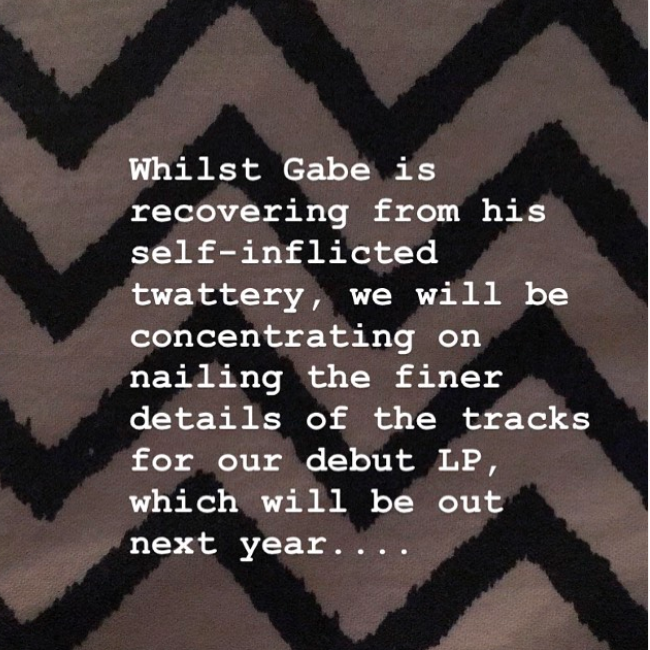 Whilst Gabe is
recovering from his
self-inflicted
twattery, we will be
concentrating on
nailing the finer
details of the tracks
for our debut LP,
which will be out
next year....